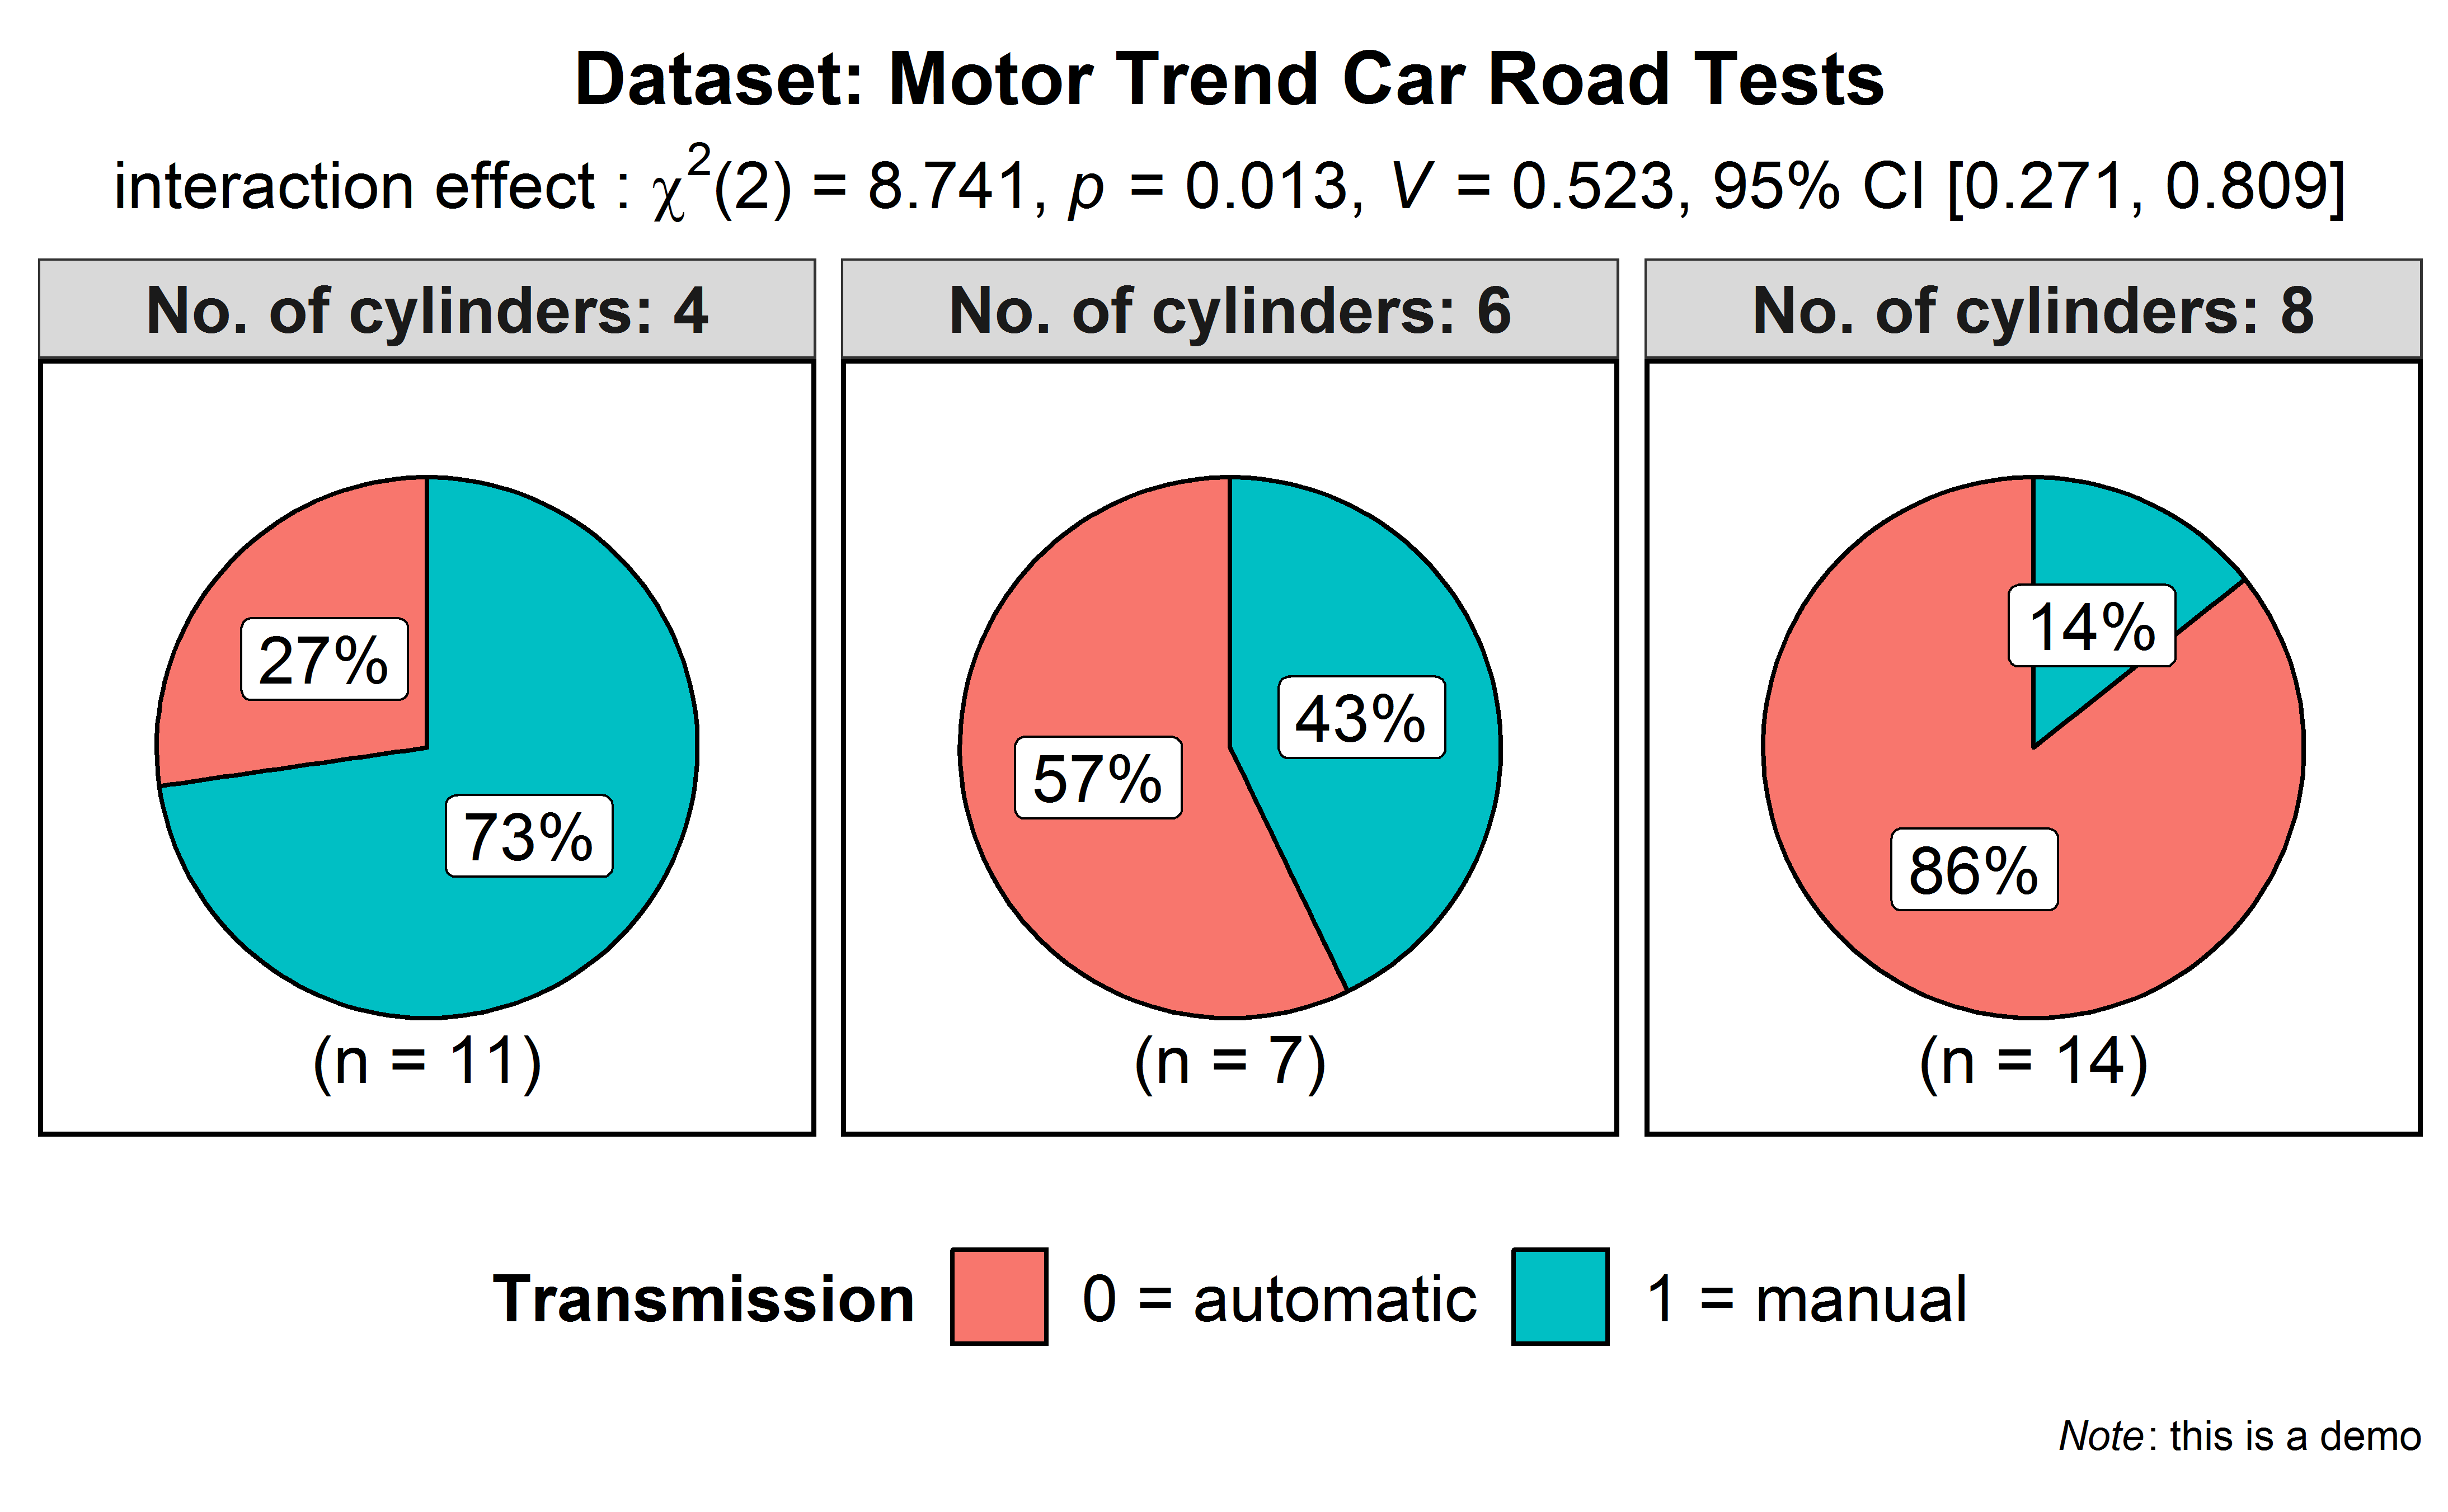 Dataset: Motor Trend Car Road Tests
interaction effect : χ²(2) = 8.741, p = 0.013, V = 0.523, 95% CI [0.271, 0.809]
No. of cylinders: 4
No. of cylinders: 6
No. of cylinders: 8
27%
73%
57%
43%
14%
86%
(n = 11)
(n = 7)
(n = 14)
Transmission 0 = automatic 1 = manual
Note: this is a demo